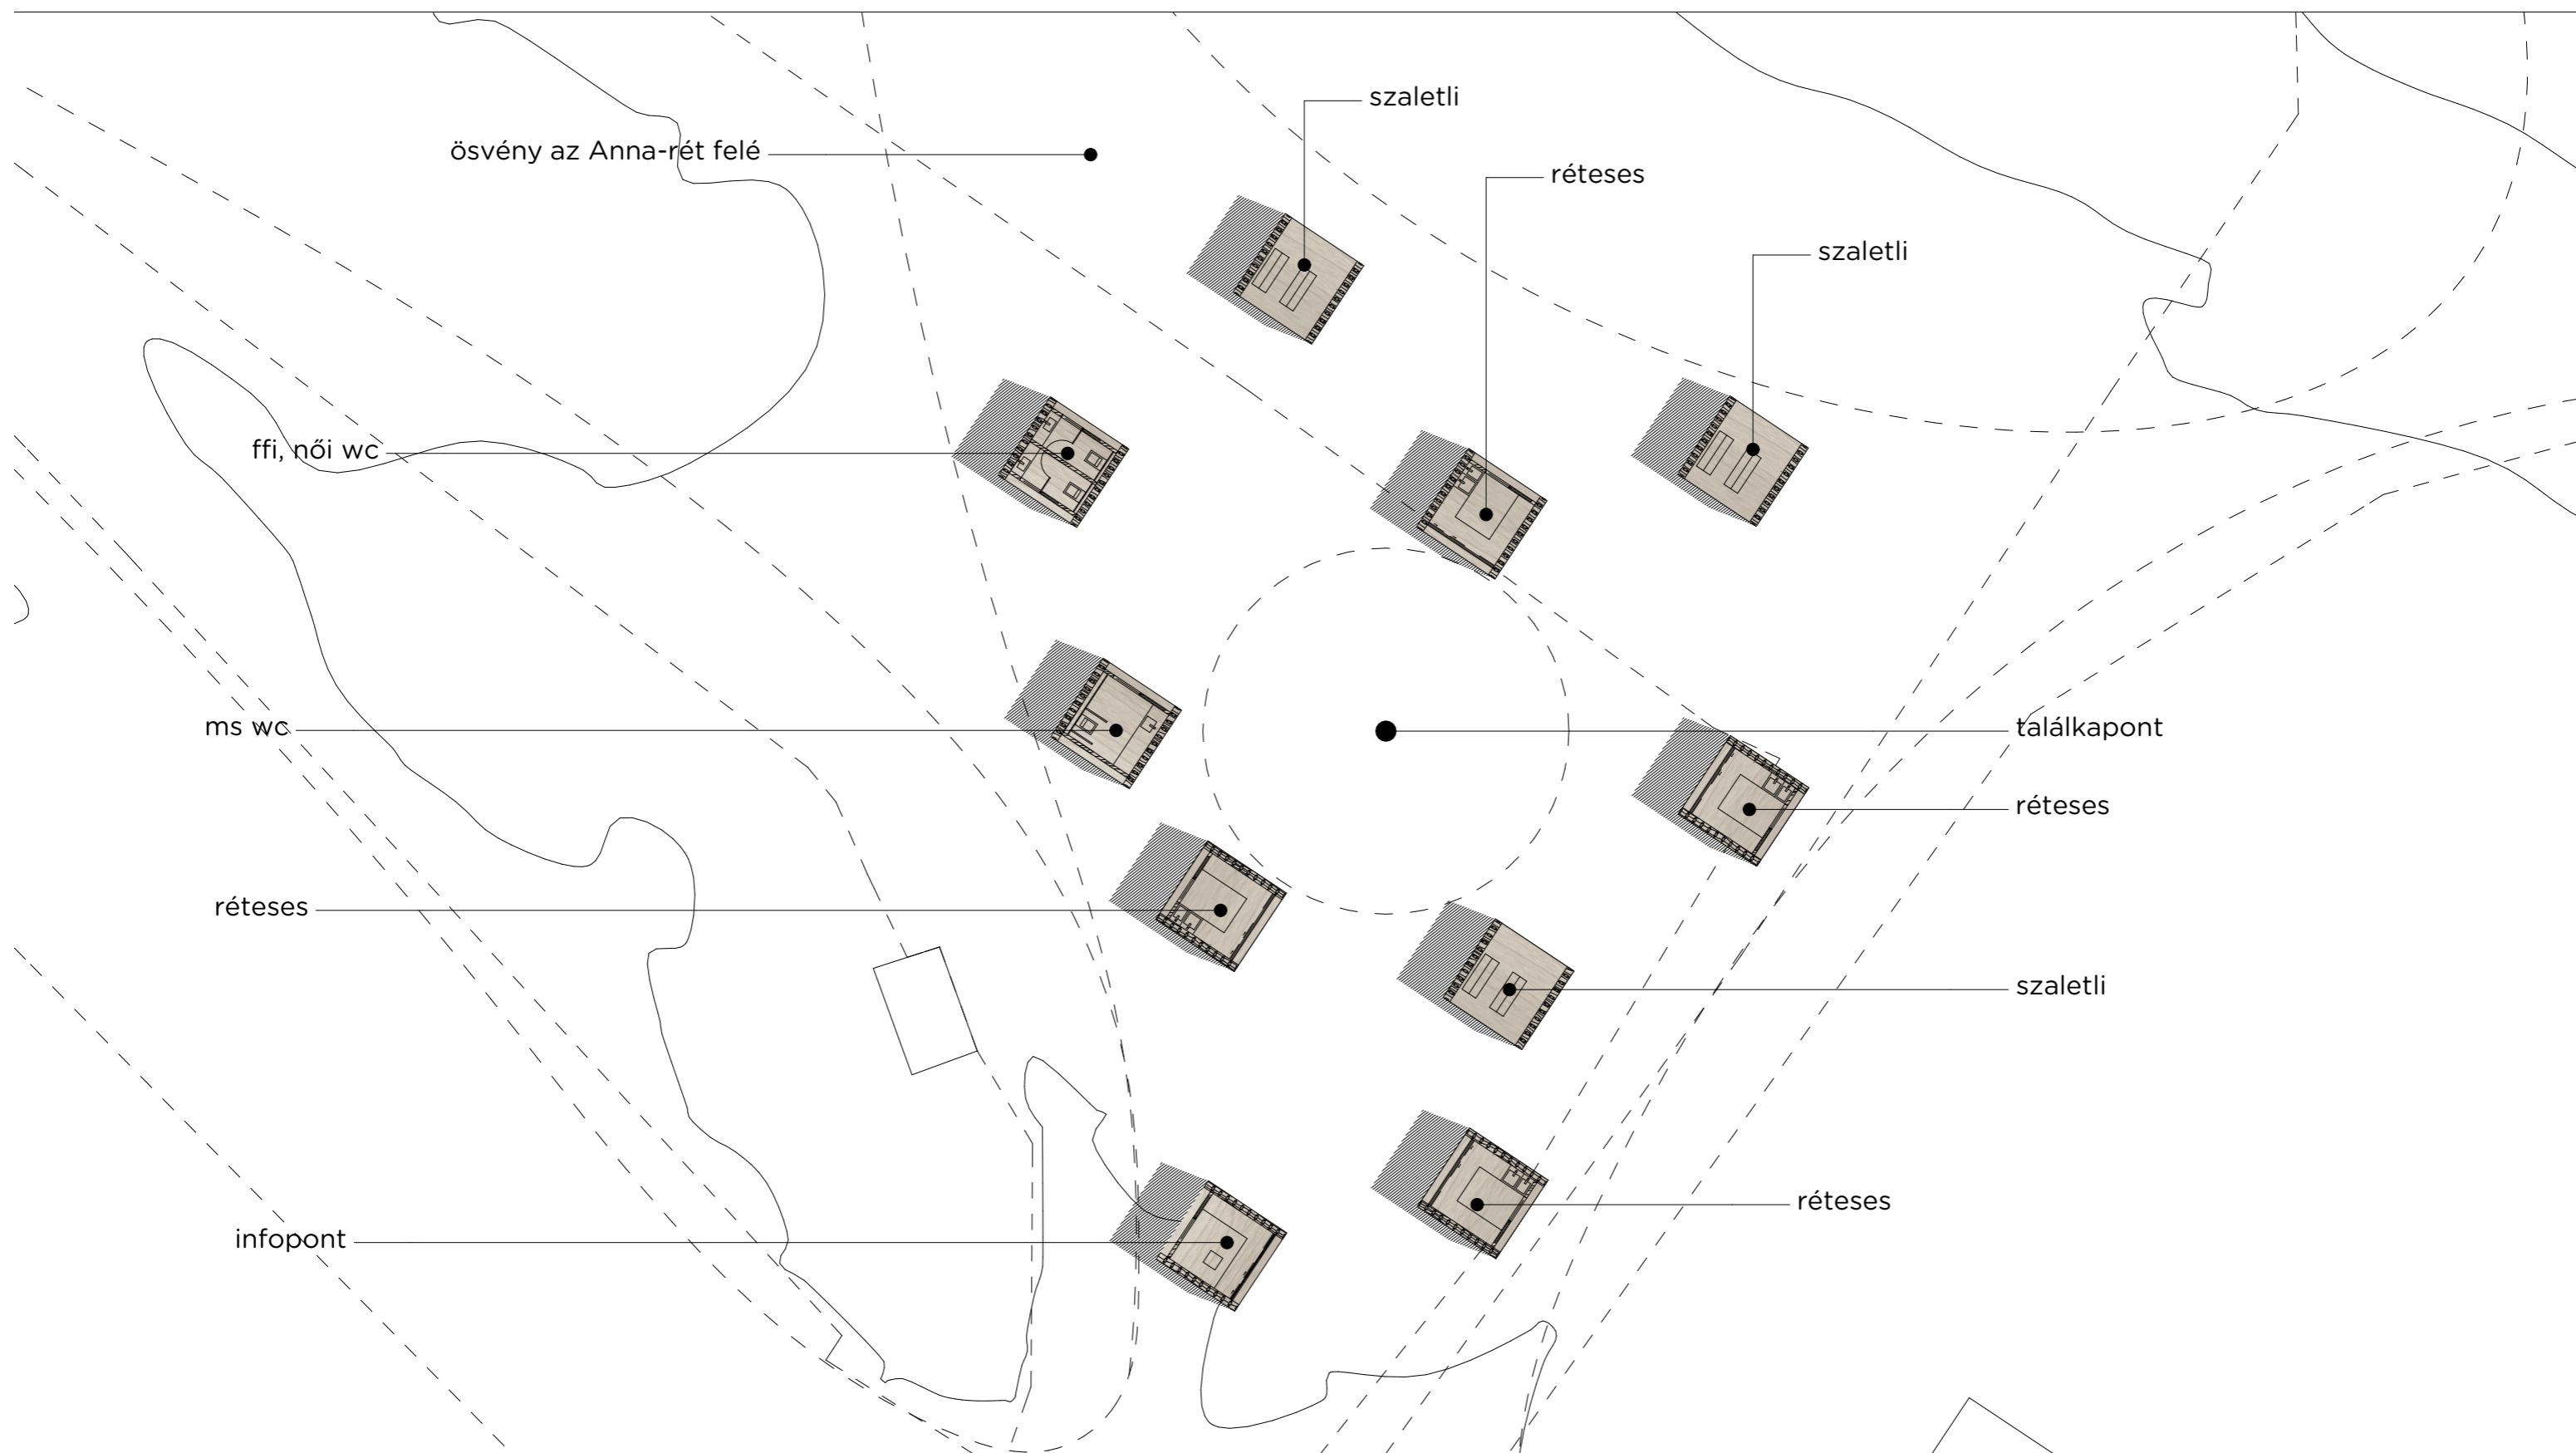 szaletli
ösvény az Anna-rét felé
réteses
szaletli
ffi, női wc
ms wc
találkapont
réteses
réteses
szaletli
réteses
infopont